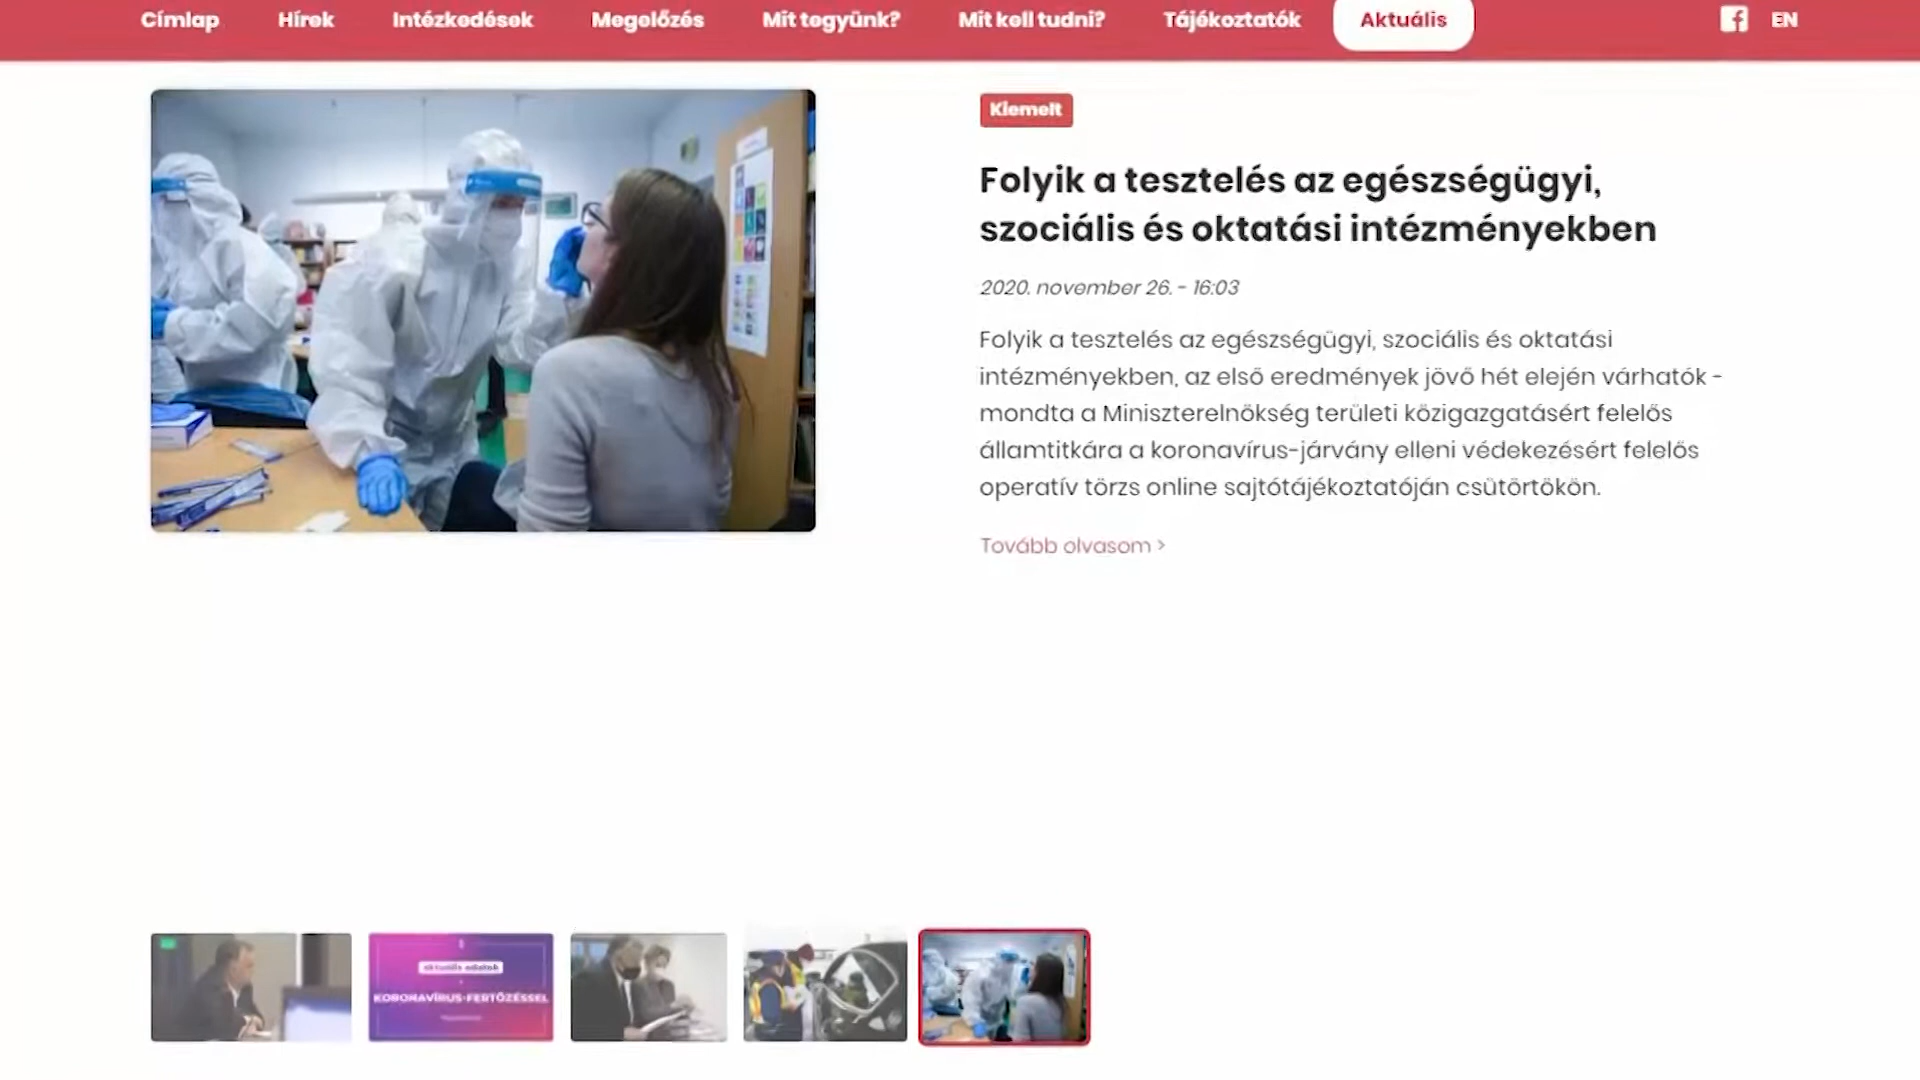 Címlap Hírek Intézkedések Megelőzés Mit tegyünk? Mit kell tudni? Tájékoztatók Aktuális EN
Kiemelt
Folyik a tesztelés az egészségügyi,
szociális és oktatási intézményekben
2020. november 26. - 16:03
Folyik a tesztelés az egészségügyi, szociális és oktatási
intézményekben, az első eredmények jövő hét elején várhatók -
mondta a Miniszterelnökség területi közigazgatásért felelős
államtitkára a koronavírus-járvány elleni védekezésért felelős
operatív törzs online sajtótájékoztatóján csütörtökön.
Tovább olvasom >
aktuális adatok
KORONAVÍRUS-FERTŐZÉSSEL